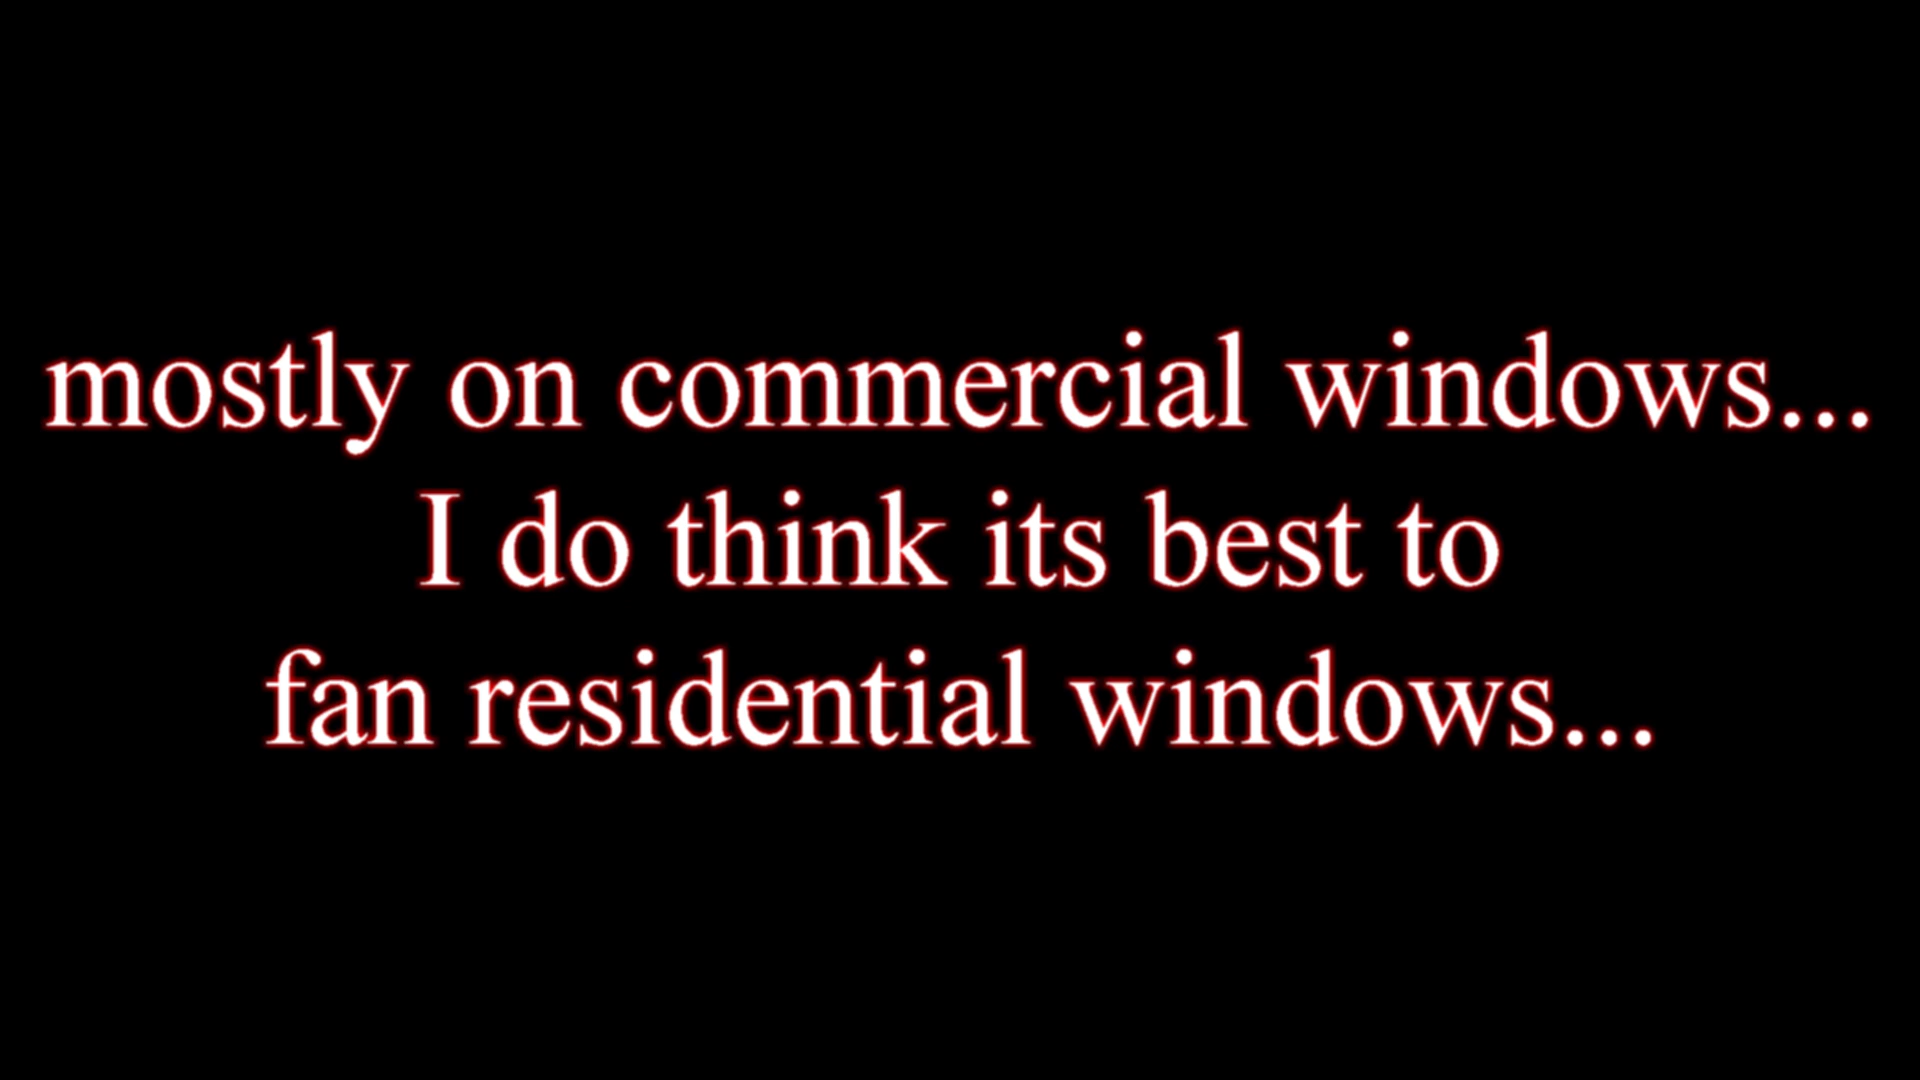 mostly on commercial windows...
I do think its best to
fan residential windows...